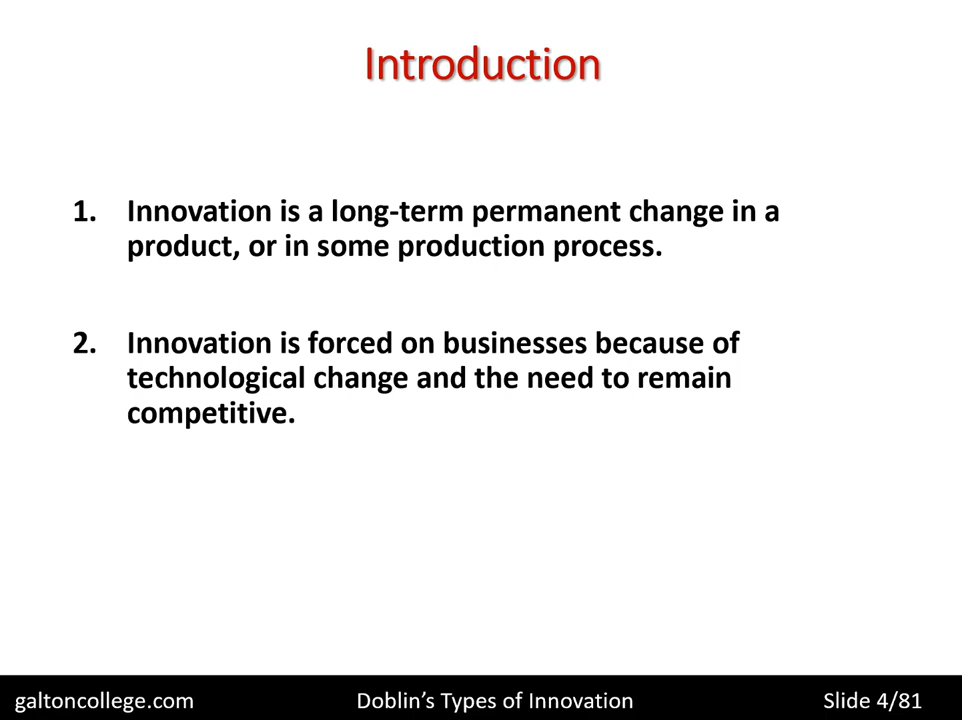 Introduction
1. Innovation is a long-term permanent change in a
product, or in some production process.
2. Innovation is forced on businesses because of
technological change and the need to remain
competitive.
galtoncollege.com Doblin’s Types of Innovation Slide 4/81